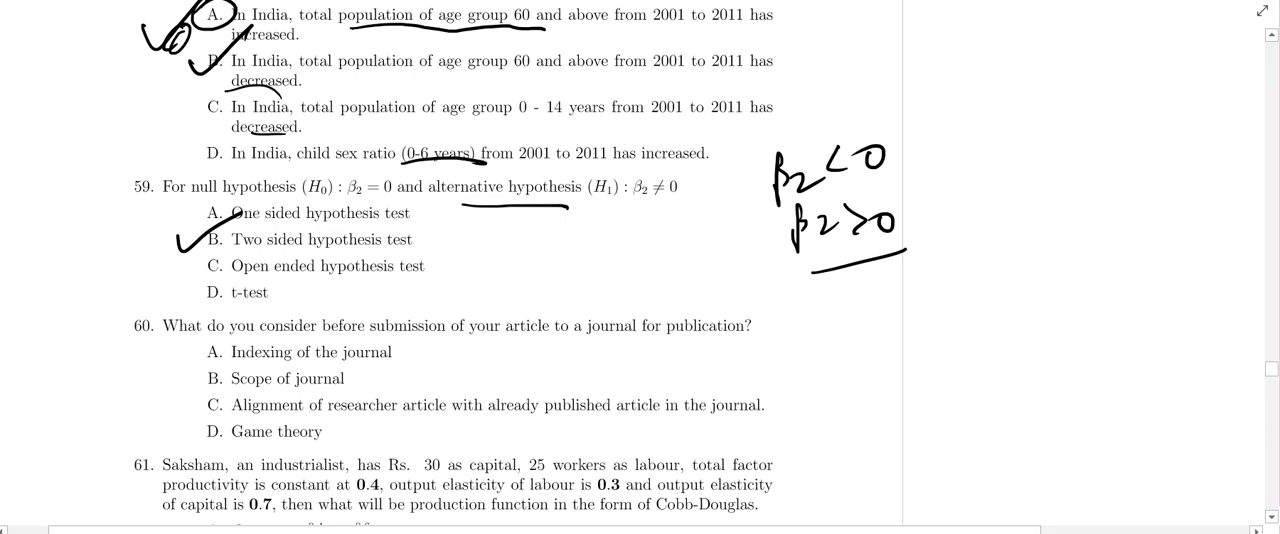 A. In India, total population of age group 60 and above from 2001 to 2011 has
increased.
B. In India, total population of age group 60 and above from 2001 to 2011 has
decreased.
C. In India, total population of age group 0 - 14 years from 2001 to 2011 has
decreased.
D. In India, child sex ratio (0-6 years) from 2001 to 2011 has increased.
β2 < 0
β2 > 0
59. For null hypothesis (H₀) : β₂ = 0 and alternative hypothesis (H₁) : β₂ ≠ 0
A. One sided hypothesis test
B. Two sided hypothesis test
C. Open ended hypothesis test
D. t-test
60. What do you consider before submission of your article to a journal for publication?
A. Indexing of the journal
B. Scope of journal
C. Alignment of researcher article with already published article in the journal.
D. Game theory
61. Saksham, an industrialist, has Rs. 30 as capital, 25 workers as labour, total factor
productivity is constant at 0.4, output elasticity of labour is 0.3 and output elasticity
of capital is 0.7, then what will be production function in the form of Cobb-Douglas.